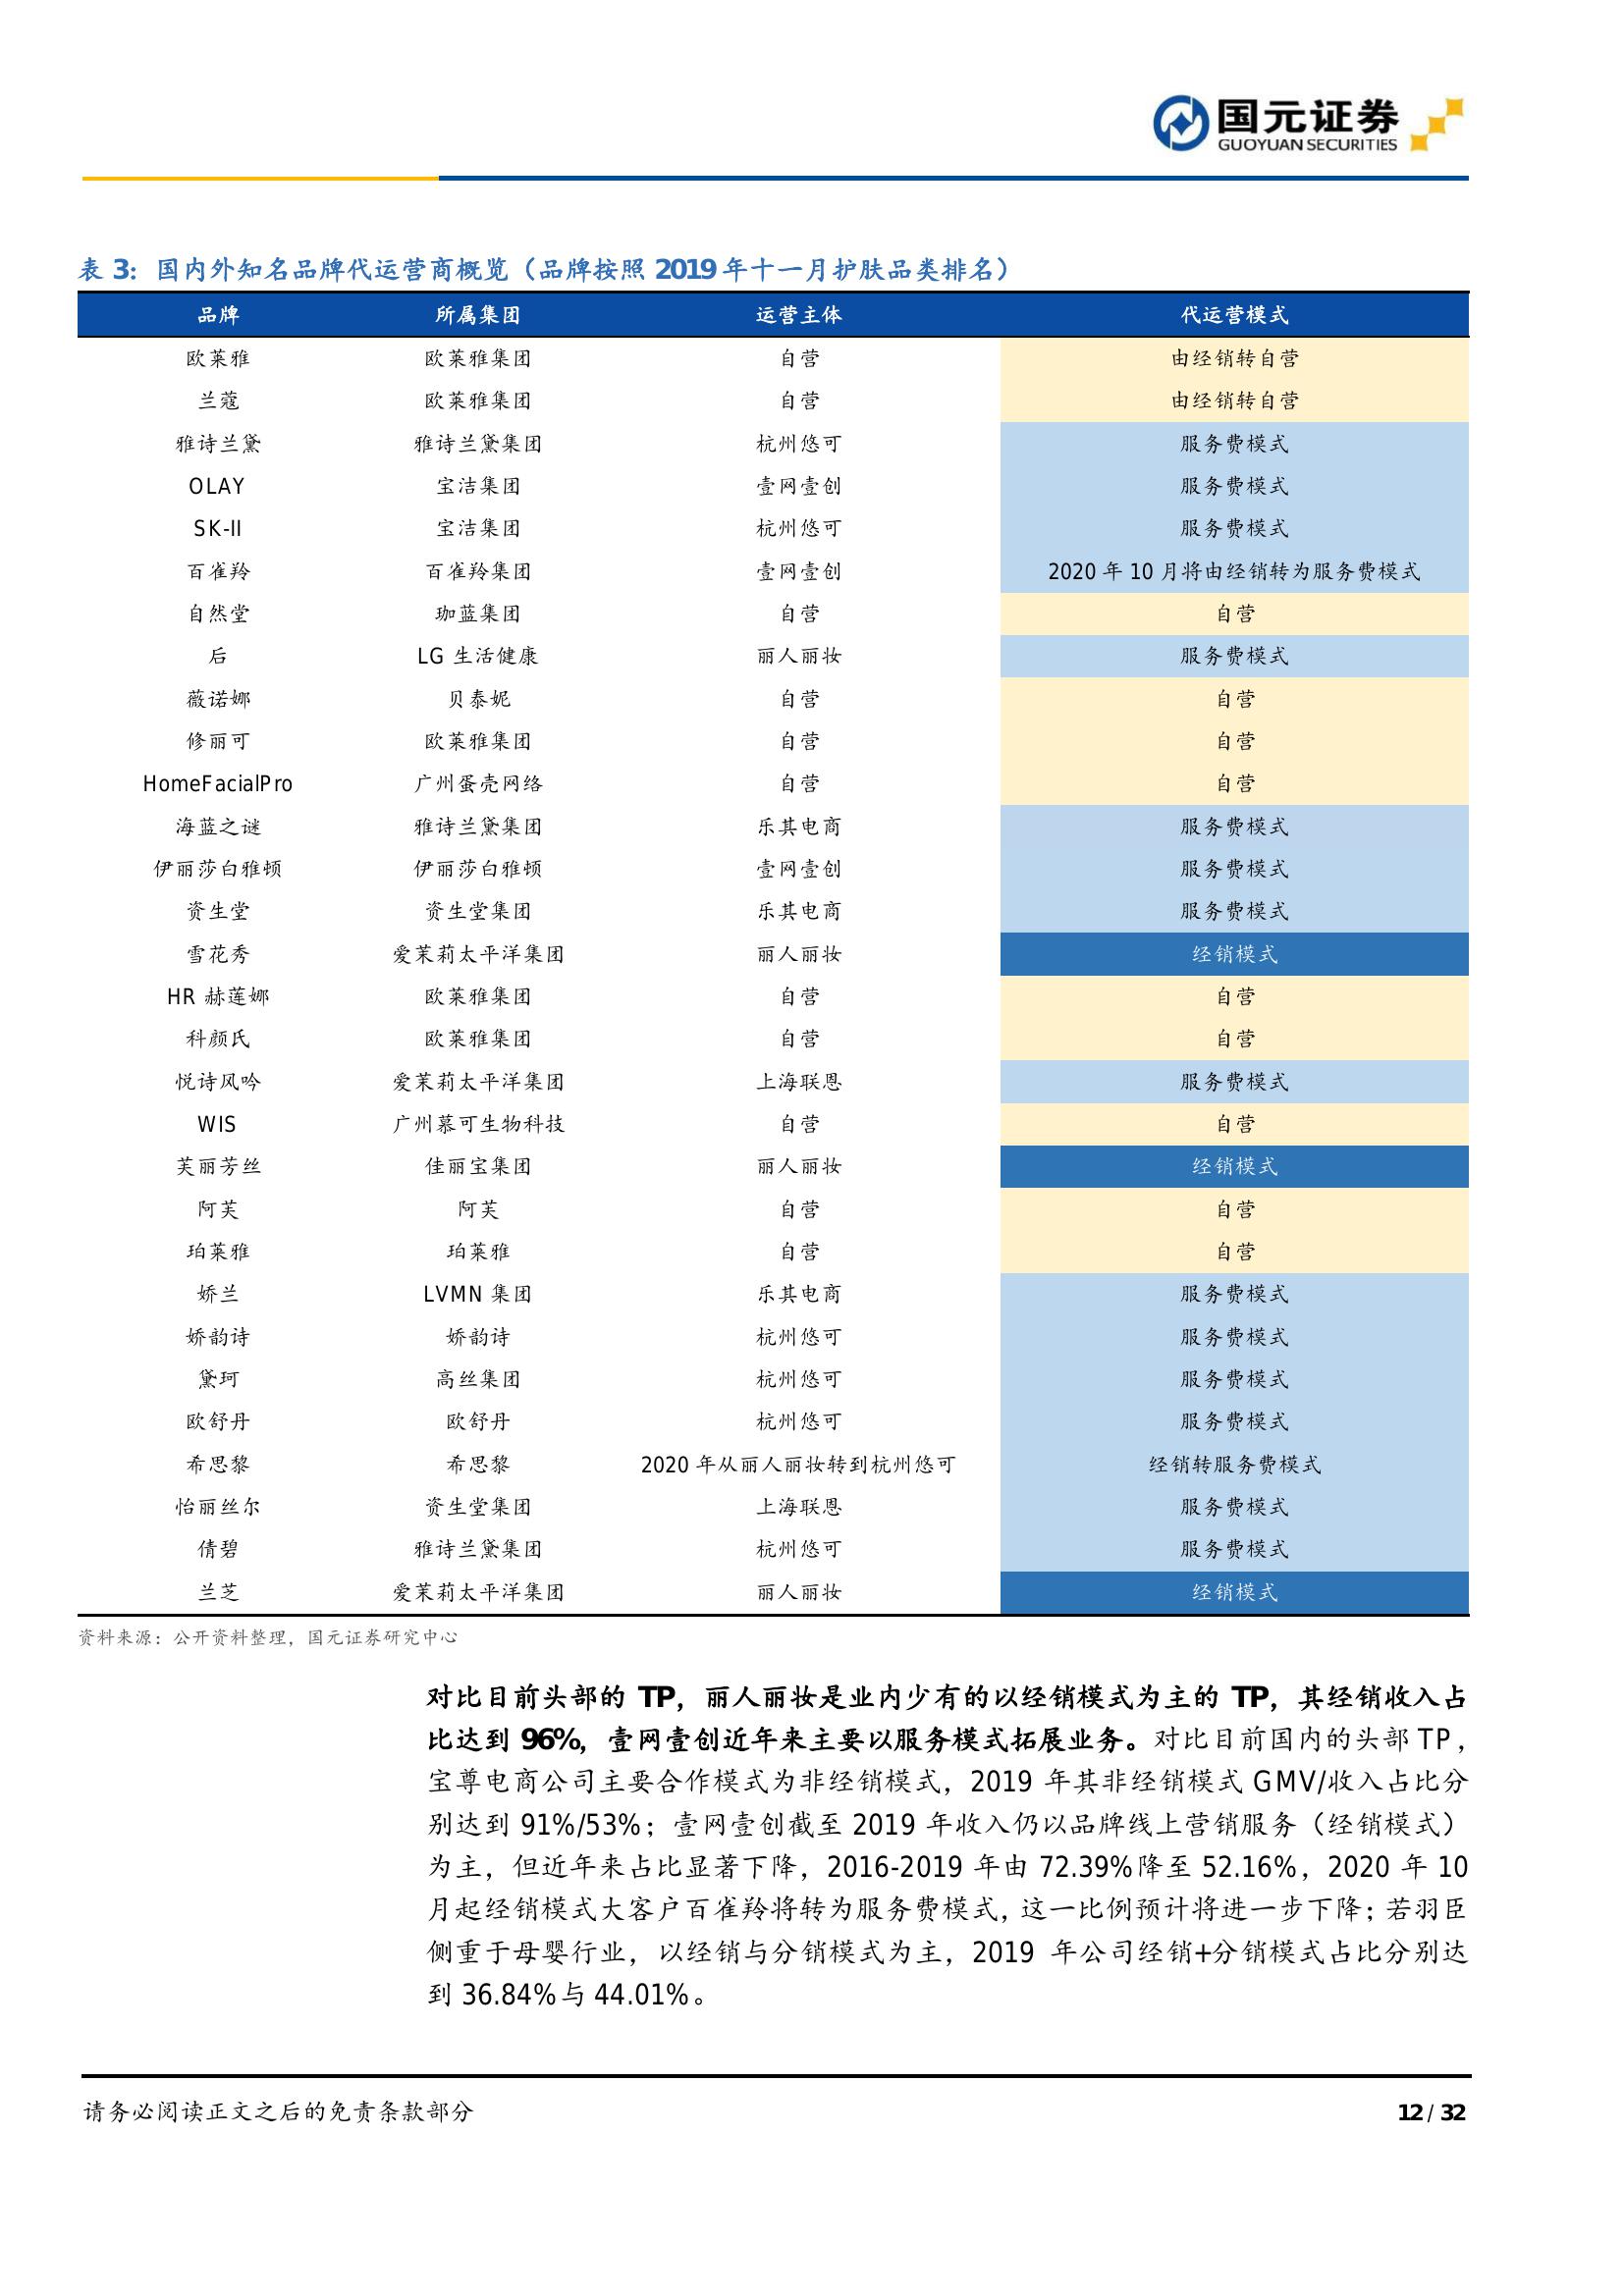 国元证券
GUOYUAN SECURITIES
表 3：国内外知名品牌代运营商概览（品牌按照 2019 年十一月护肤品类排名）
品牌 所属集团 运营主体 代运营模式
欧莱雅 欧莱雅集团 自营 由经销转自营
兰蔻 欧莱雅集团 自营 由经销转自营
雅诗兰黛 雅诗兰黛集团 杭州悠可 服务费模式
OLAY 宝洁集团 壹网壹创 服务费模式
SK-II 宝洁集团 杭州悠可 服务费模式
百雀羚 百雀羚集团 壹网壹创 2020 年 10 月将由经销转为服务费模式
自然堂 珈蓝集团 自营 自营
后 LG 生活健康 丽人丽妆 服务费模式
薇诺娜 贝泰妮 自营 自营
修丽可 欧莱雅集团 自营 自营
HomeFacialPro 广州蛋壳网络 自营 自营
海蓝之谜 雅诗兰黛集团 乐其电商 服务费模式
伊丽莎白雅顿 伊丽莎白雅顿 壹网壹创 服务费模式
资生堂 资生堂集团 乐其电商 服务费模式
雪花秀 爱茉莉太平洋集团 丽人丽妆 经销模式
HR 赫莲娜 欧莱雅集团 自营 自营
科颜氏 欧莱雅集团 自营 自营
悦诗风吟 爱茉莉太平洋集团 上海联恩 服务费模式
WIS 广州慕可生物科技 自营 自营
芙丽芳丝 佳丽宝集团 丽人丽妆 经销模式
阿芙 阿芙 自营 自营
珀莱雅 珀莱雅 自营 自营
娇兰 LVMN 集团 乐其电商 服务费模式
娇韵诗 娇韵诗 杭州悠可 服务费模式
黛珂 高丝集团 杭州悠可 服务费模式
欧舒丹 欧舒丹 杭州悠可 服务费模式
希思黎 希思黎 2020 年从丽人丽妆转到杭州悠可 经销转服务费模式
怡丽丝尔 资生堂集团 上海联恩 服务费模式
倩碧 雅诗兰黛集团 杭州悠可 服务费模式
兰芝 爱茉莉太平洋集团 丽人丽妆 经销模式
资料来源：公开资料整理，国元证券研究中心
对比目前头部的 TP，丽人丽妆是业内少有的以经销模式为主的 TP，其经销收入占
比达到 96%，壹网壹创近年来主要以服务模式拓展业务。对比目前国内的头部 TP，
宝尊电商公司主要合作模式为非经销模式，2019 年其非经销模式 GMV/收入占比分
别达到 91%/53%；壹网壹创截至 2019 年收入仍以品牌线上营销服务（经销模式）
为主，但近年来占比显著下降，2016-2019 年由 72.39%降至 52.16%，2020 年 10
月起经销模式大客户百雀羚将转为服务费模式，这一比例预计将进一步下降；若羽臣
侧重于母婴行业，以经销与分销模式为主，2019 年公司经销+分销模式占比分别达
到 36.84%与 44.01%。
请务必阅读正文之后的免责条款部分 12 / 32